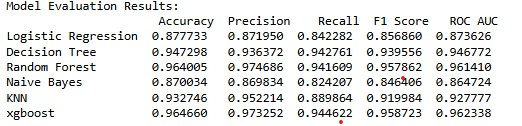 Model Evaluation Results:
Accuracy Precision Recall F1 Score ROC AUC
Logistic Regression 0.877733 0.871950 0.842282 0.856860 0.873626
Decision Tree 0.947298 0.936372 0.942761 0.939556 0.946772
Random Forest 0.964005 0.974686 0.941609 0.957862 0.961410
Naive Bayes 0.870034 0.869834 0.824207 0.846406 0.864724
KNN 0.932746 0.952214 0.889864 0.919984 0.927777
xgboost 0.964660 0.973252 0.944622 0.958723 0.962338